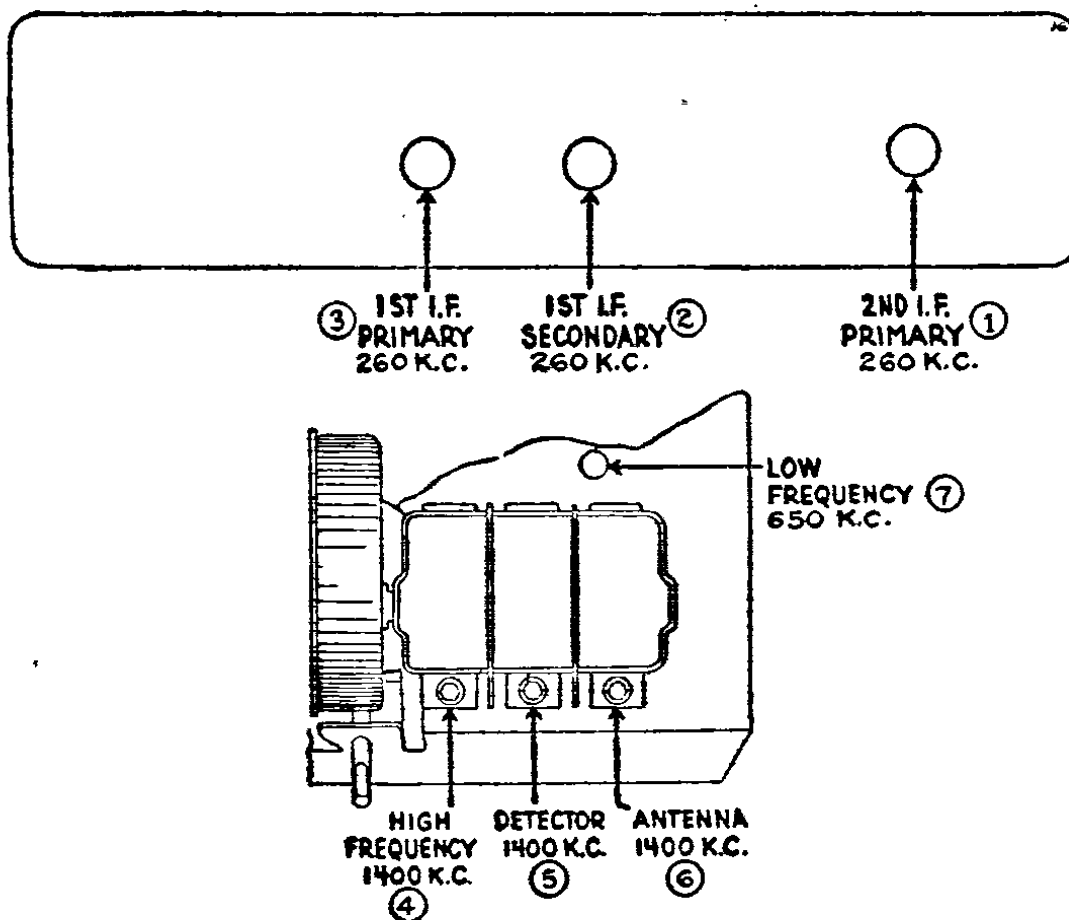 1ST I.F.
PRIMARY
260 K.C.
③
1ST I.F.
SECONDARY
260 K.C.
②
2ND I.F.
PRIMARY
260 K.C.
①
LOW
FREQUENCY
650 K.C.
⑦
HIGH
FREQUENCY
1400 K.C.
④
DETECTOR
1400 K.C.
⑤
ANTENNA
1400 K.C.
⑥